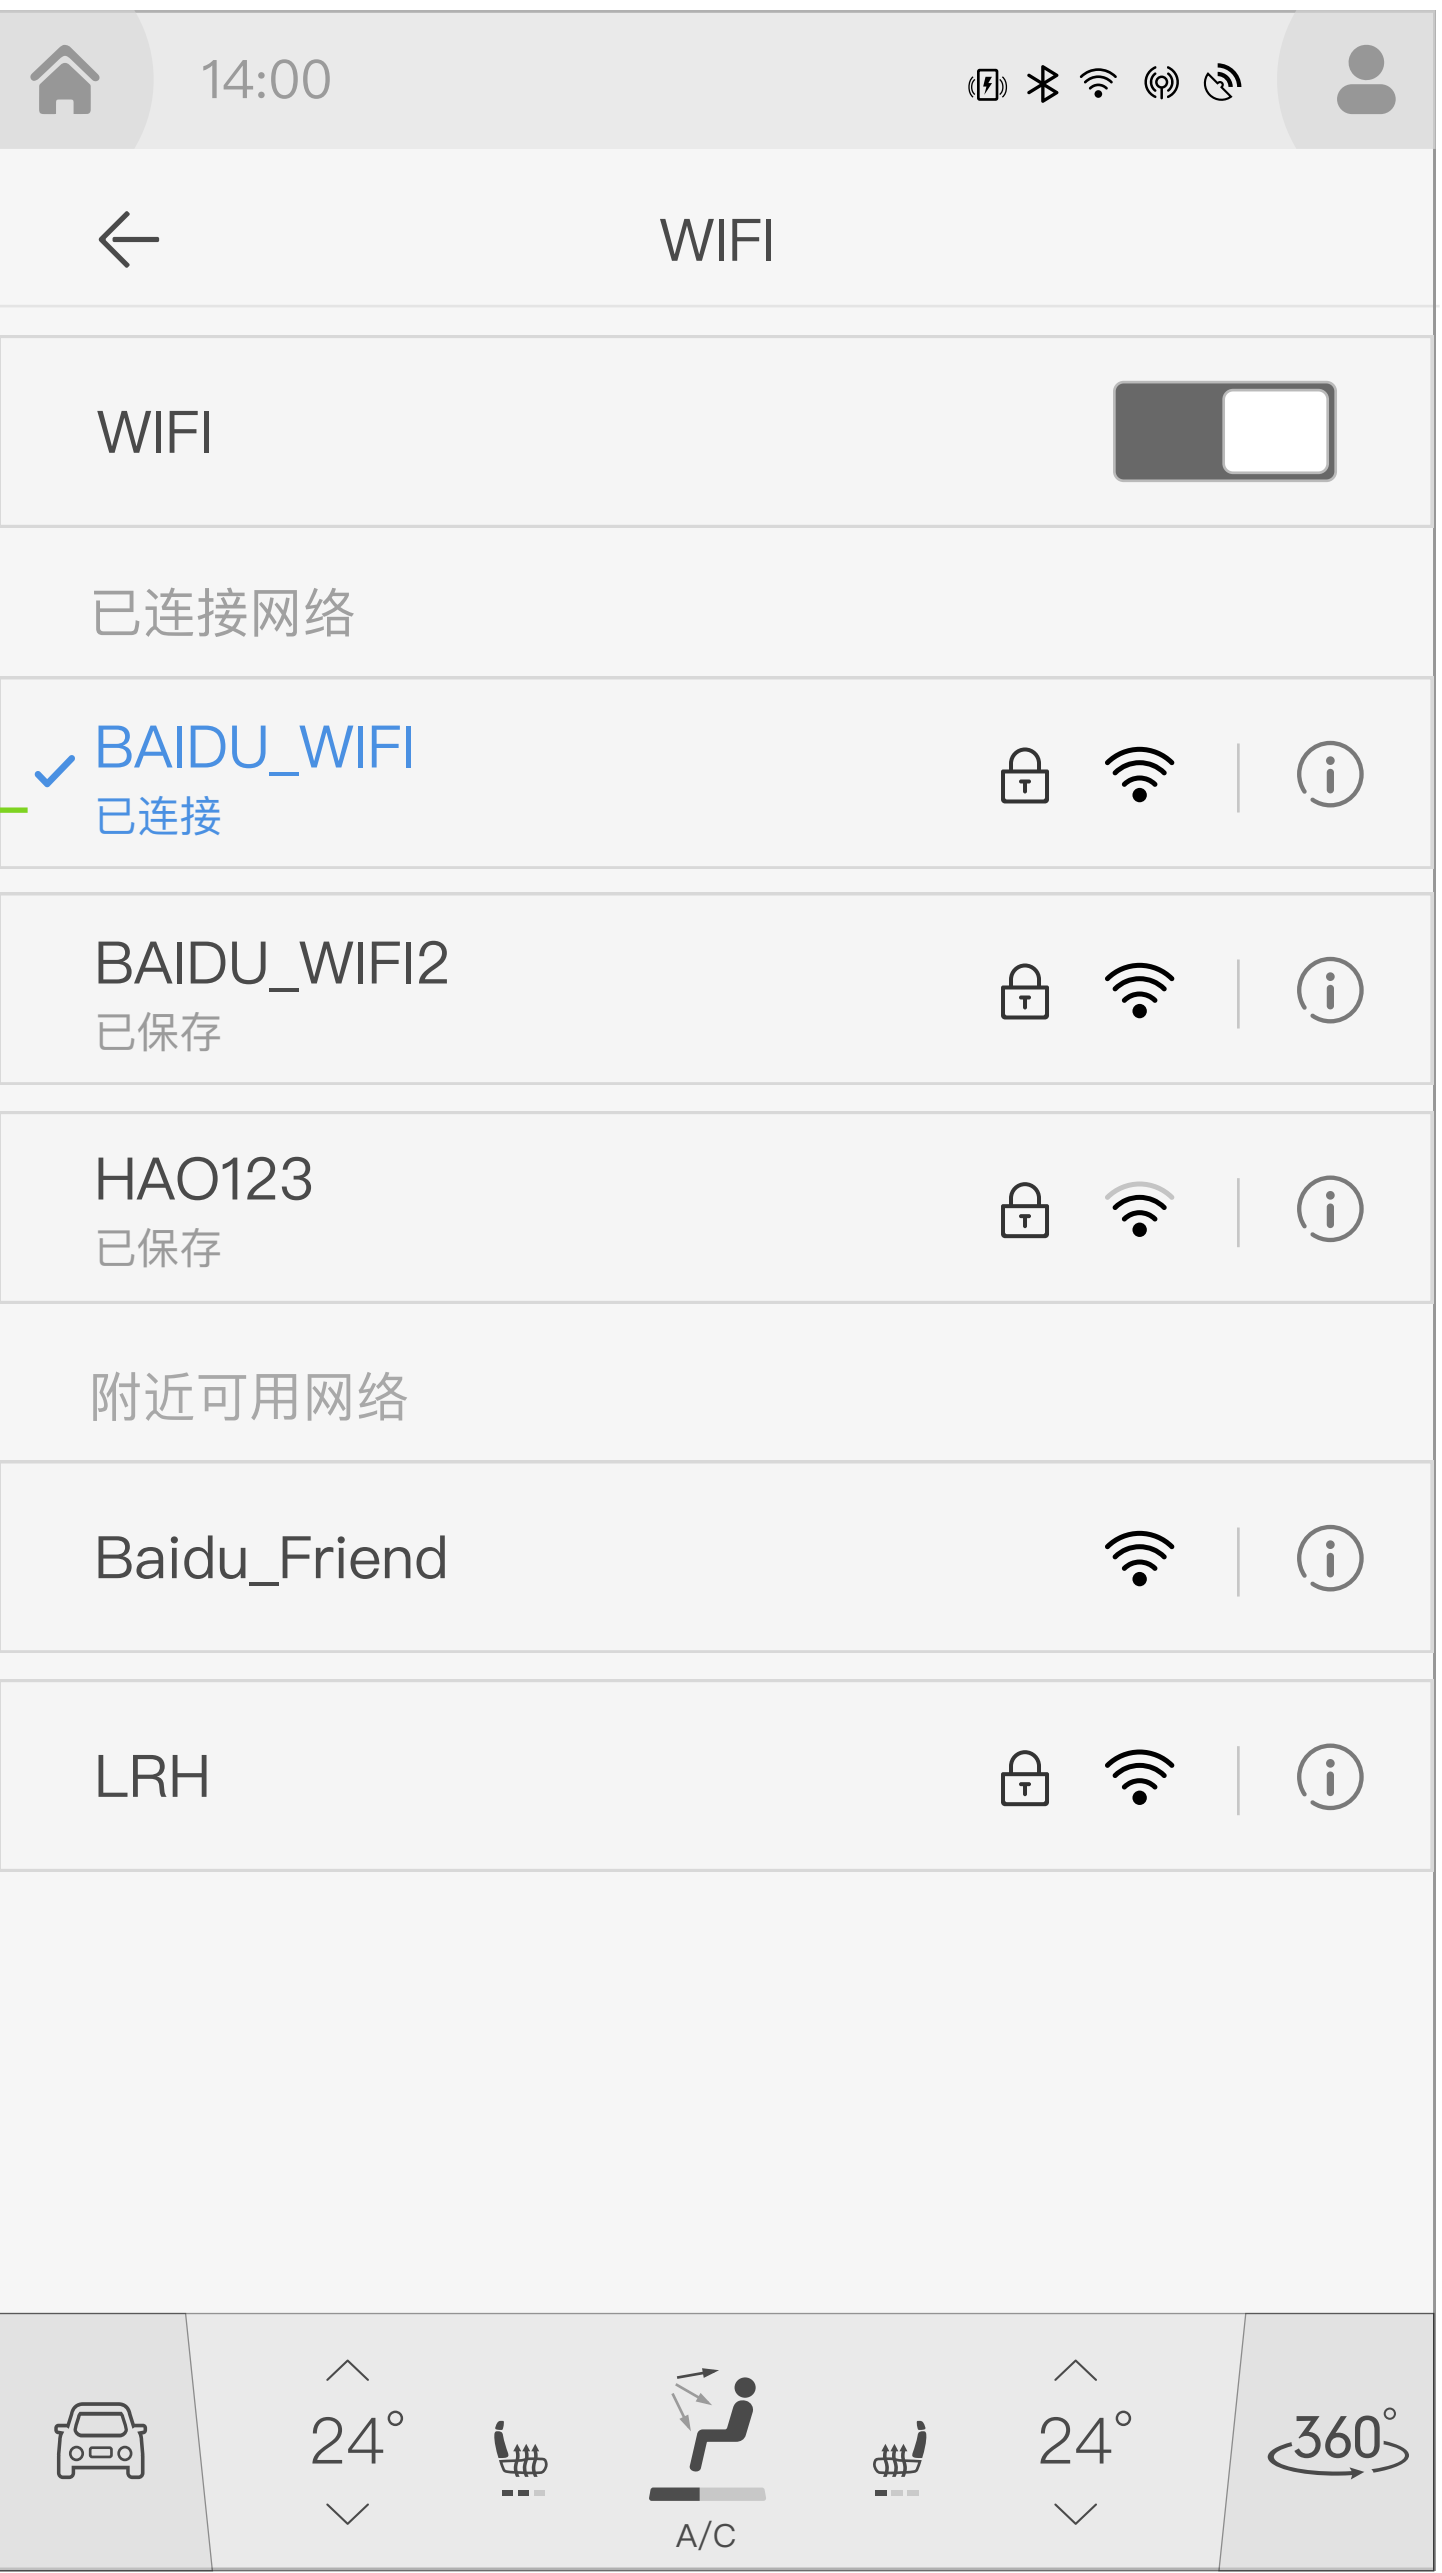 14:00
WIFI
WIFI
已连接网络
BAIDU_WIFI
已连接
BAIDU_WIFI2
已保存
HAO123
已保存
附近可用网络
Baidu_Friend
LRH
24° 24° 360°
A/C